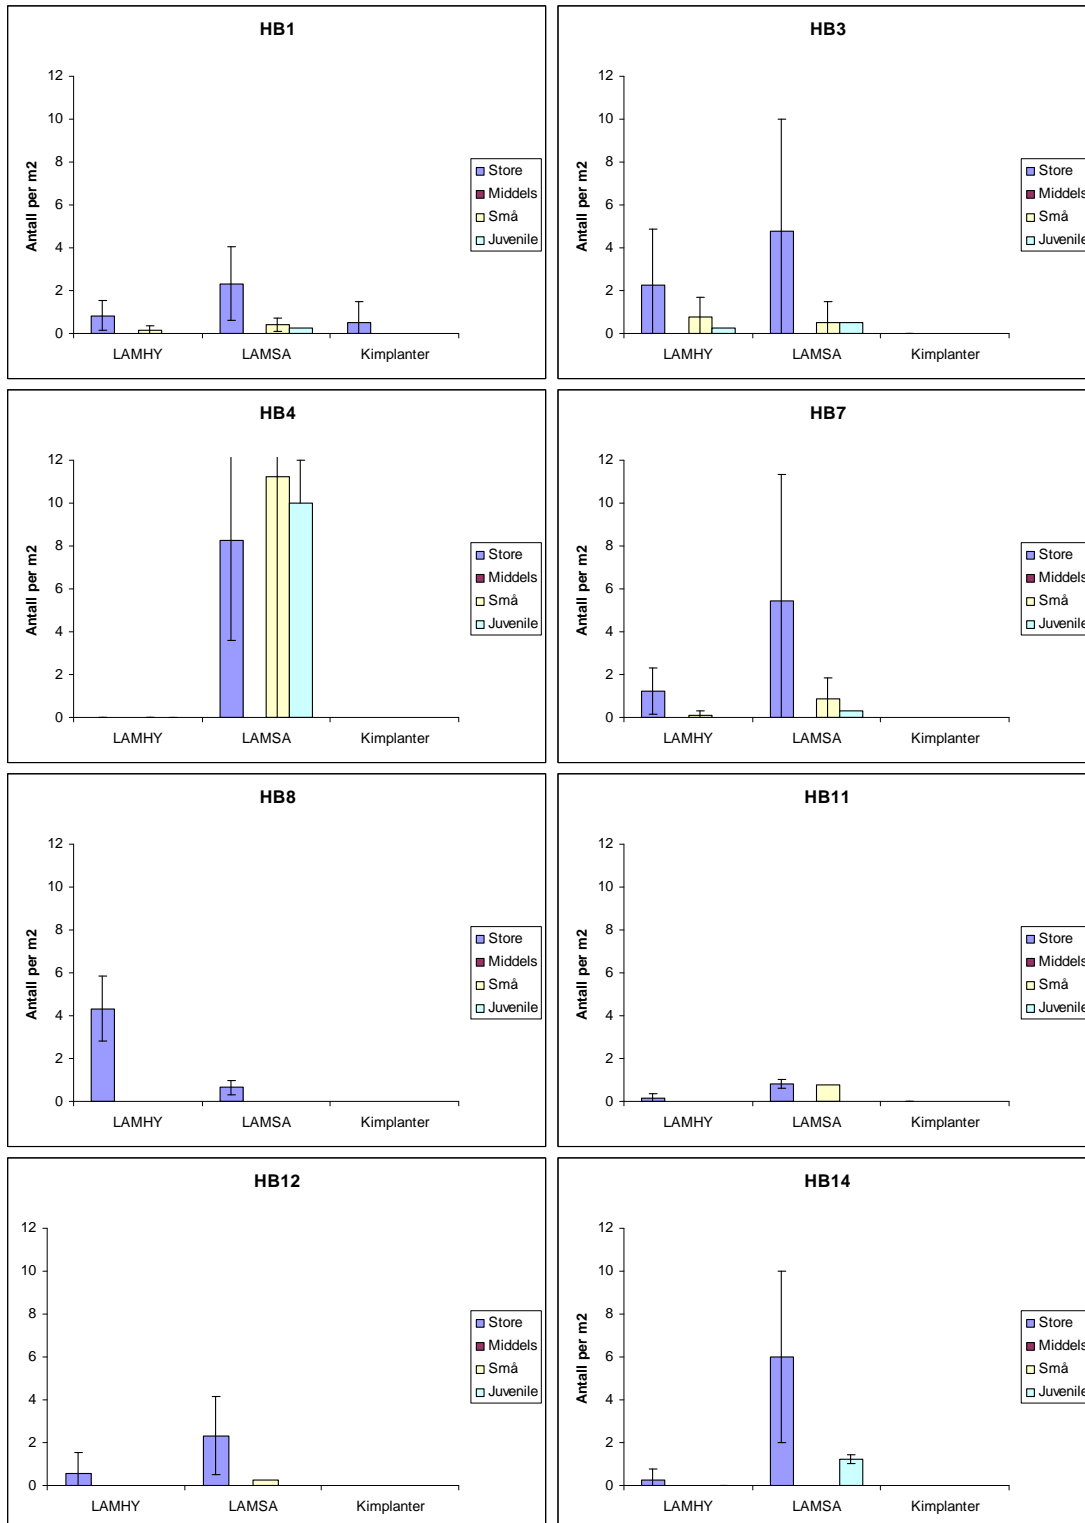 HB1
12
10
8
6
4
2
0
Antall per m2
LAMHY LAMSA Kimplanter
Store
Middels
Små
Juvenile
HB3
12
10
8
6
4
2
0
Antall per m2
LAMHY LAMSA Kimplanter
Store
Middels
Små
Juvenile
HB4
12
10
8
6
4
2
0
Antall per m2
LAMHY LAMSA Kimplanter
Store
Middels
Små
Juvenile
HB7
12
10
8
6
4
2
0
Antall per m2
LAMHY LAMSA Kimplanter
Store
Middels
Små
Juvenile
HB8
12
10
8
6
4
2
0
Antall per m2
LAMHY LAMSA Kimplanter
Store
Middels
Små
Juvenile
HB11
12
10
8
6
4
2
0
Antall per m2
LAMHY LAMSA Kimplanter
Store
Middels
Små
Juvenile
HB12
12
10
8
6
4
2
0
LAMHY LAMSA Kimplanter
Store
Middels
Små
Juvenile
HB14
12
10
8
6
4
2
0
Antall per m2
LAMHY LAMSA Kimplanter
Store
Middels
Små
Juvenile